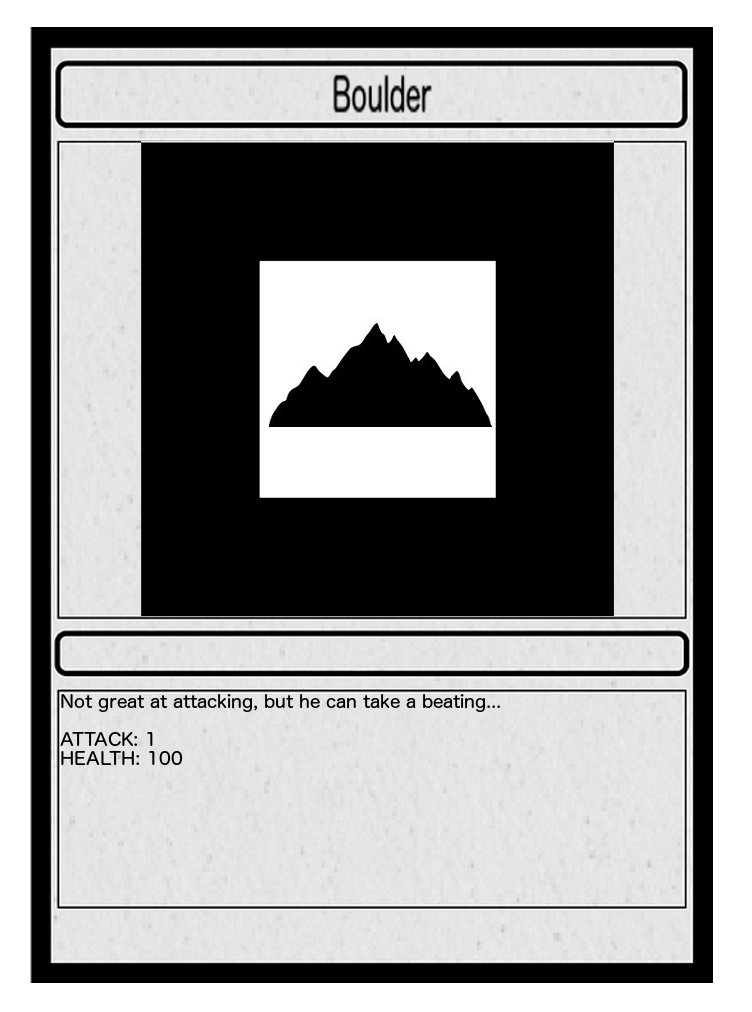 Boulder
Not great at attacking, but he can take a beating...
ATTACK: 1
HEALTH: 100